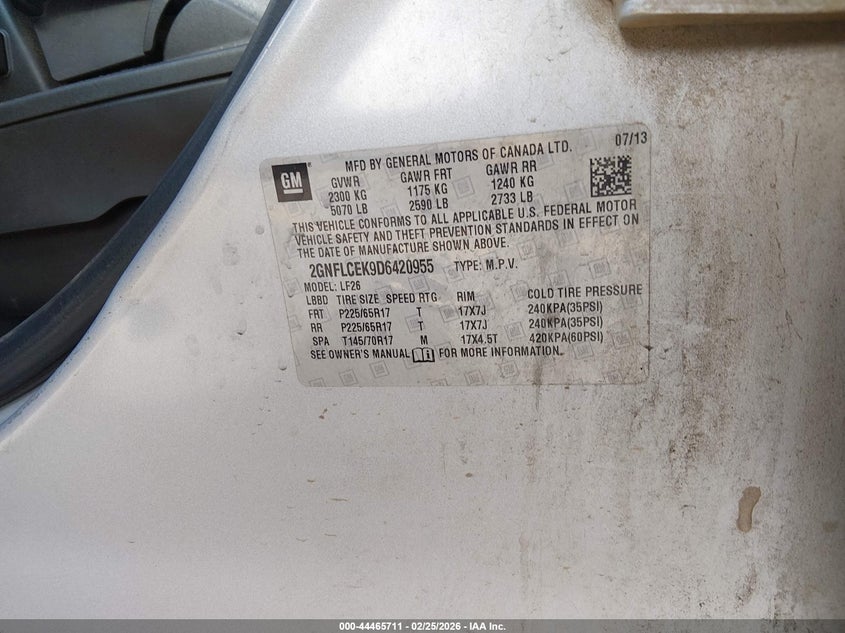 MFD BY GENERAL MOTORS OF CANADA LTD. 07/13
GM
GVWR GAWR FRT GAWR RR
2300 KG 1175 KG 1240 KG
5070 LB 2590 LB 2733 LB
THIS VEHICLE CONFORMS TO ALL APPLICABLE U.S. FEDERAL MOTOR
VEHICLE SAFETY AND THEFT PREVENTION STANDARDS IN EFFECT ON
THE DATE OF MANUFACTURE SHOWN ABOVE.
2GNFLCEK9D6420955 TYPE: M.P.V.
MODEL: LF26
LBBD TIRE SIZE SPEED RTG RIM COLD TIRE PRESSURE
FRT P225/65R17 T 17X7J 240KPA(35PSI)
RR P225/65R17 T 17X7J 240KPA(35PSI)
SPA T145/70R17 M 17X4.5T 420KPA(60PSI)
SEE OWNER'S MANUAL FOR MORE INFORMATION.
000-44465711 - 02/25/2026 - IAA Inc.